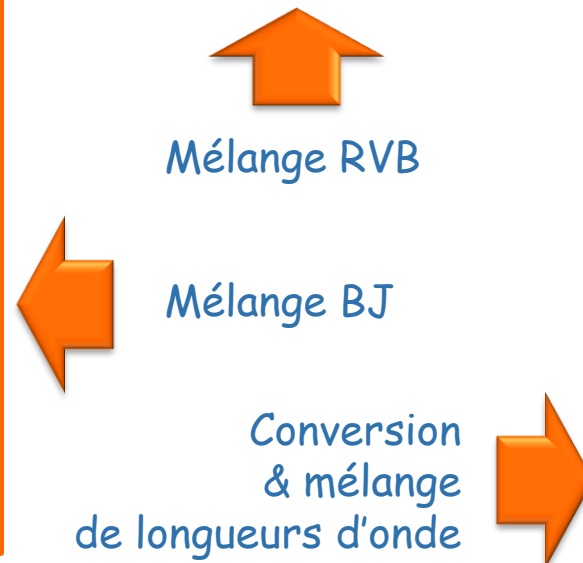 Mélange RVB
Mélange BJ
Conversion
& mélange
de longueurs d’onde